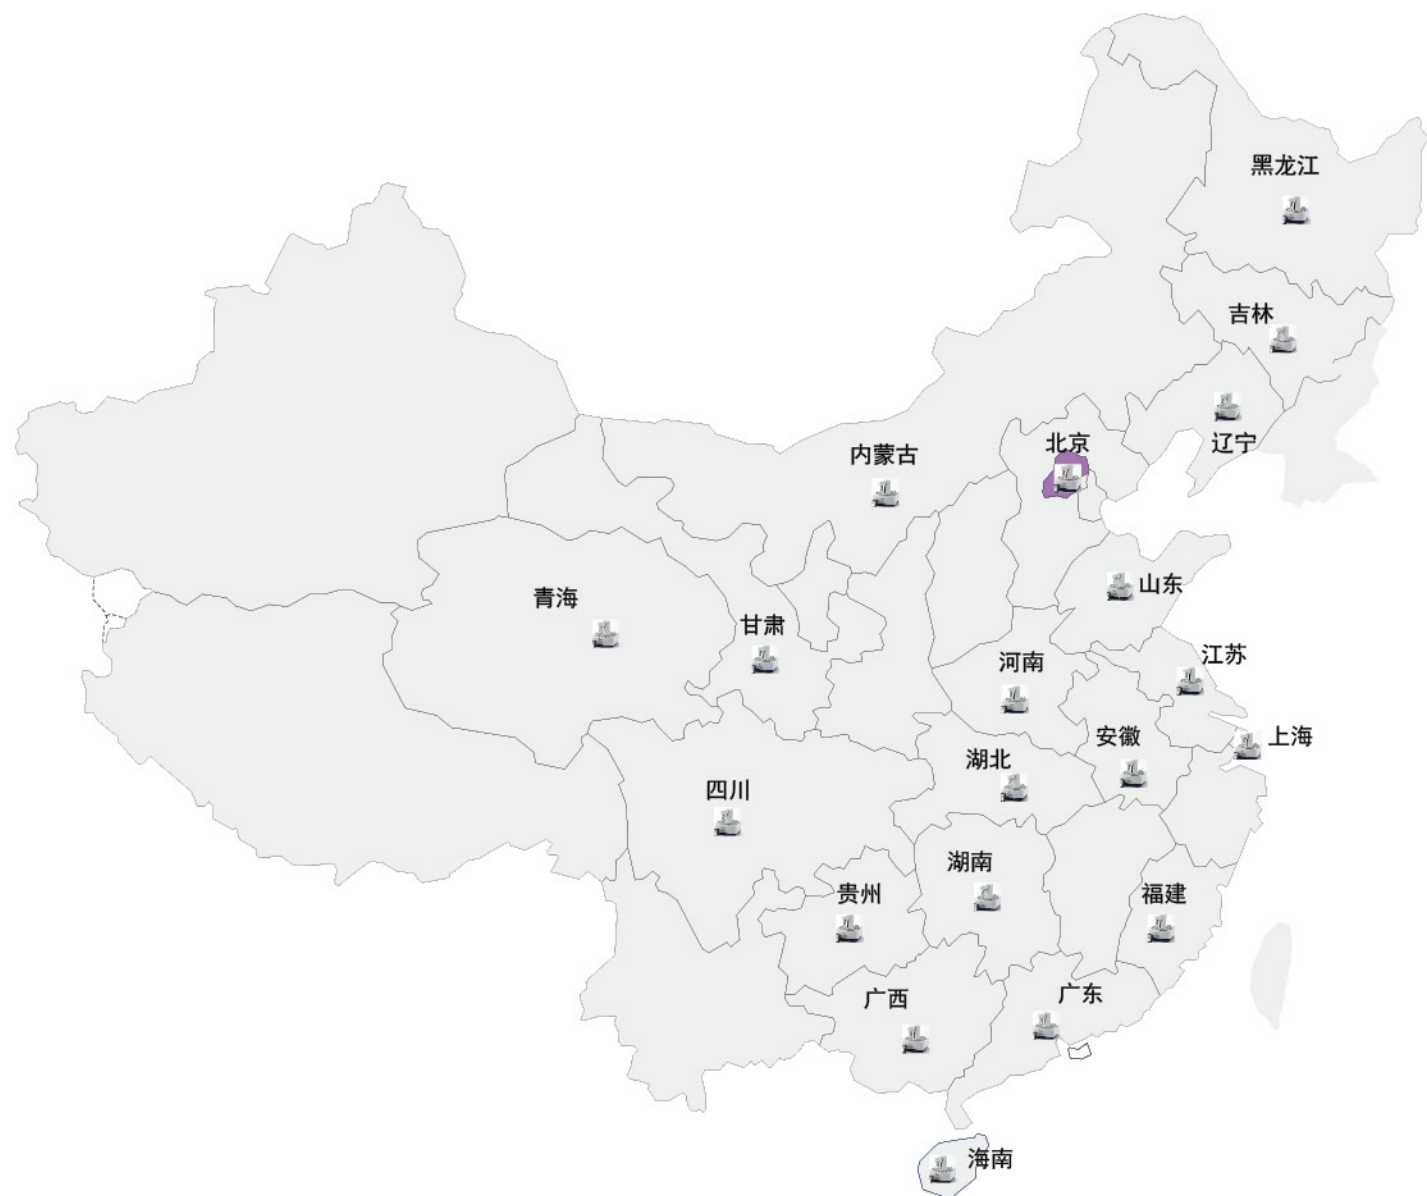 黑龙江
吉林
辽宁
北京
内蒙古
山东
青海
甘肃
河南
江苏
安徽
上海
湖北
四川
湖南
贵州
福建
广西
广东
海南